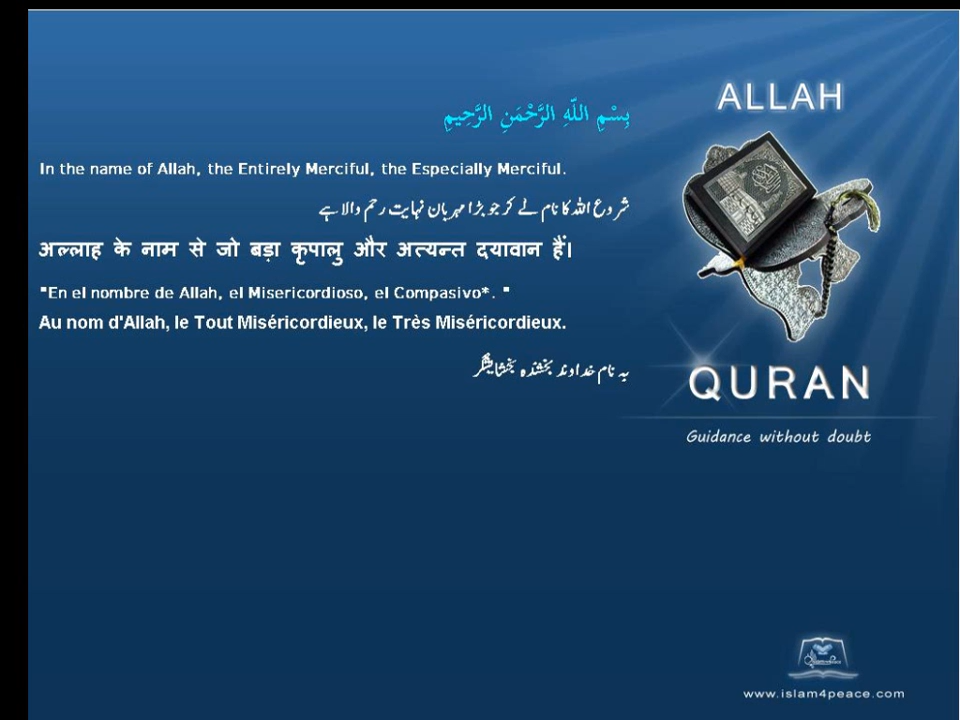 بِسْمِ اللّهِ الرَّحْمَنِ الرَّحِيمِ
In the name of Allah, the Entirely Merciful, the Especially Merciful.
شروع اللہ کا نام لے کر جو بڑا مہربان نہایت رحم والا ہے
अल्लाह के नाम से जो बड़ा कृपालु और अत्यन्त दयावान हैं।
"En el nombre de Allah, el Misericordioso, el Compasivo*. "
Au nom d'Allah, le Tout Miséricordieux, le Très Miséricordieux.
به نام خداوند بخشنده بخشایشگر
ALLAH
QURAN
Guidance without doubt
www.islam4peace.com